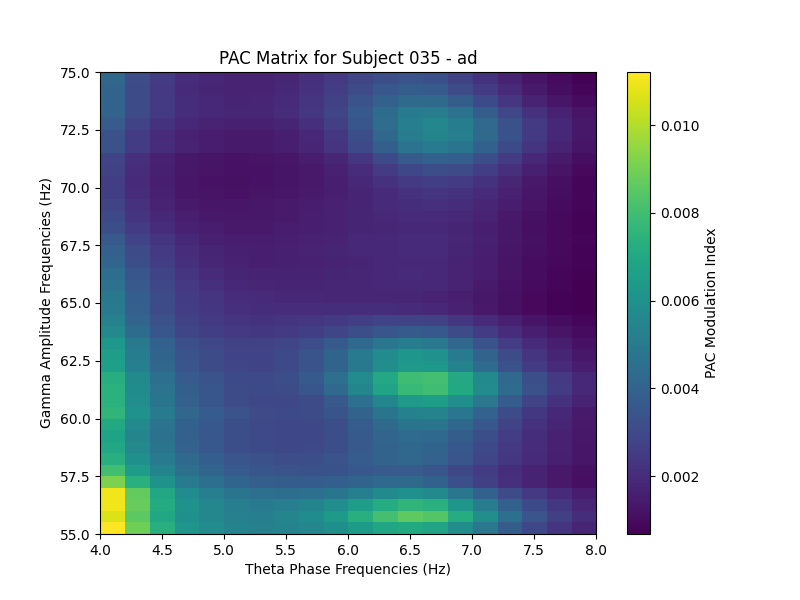 PAC Matrix for Subject 035 - ad
75.0
72.5
70.0
67.5
65.0
62.5
60.0
57.5
55.0
Gamma Amplitude Frequencies (Hz)
4.0 4.5 5.0 5.5 6.0 6.5 7.0 7.5 8.0
Theta Phase Frequencies (Hz)
0.010
0.008
0.006
0.004
0.002
PAC Modulation Index